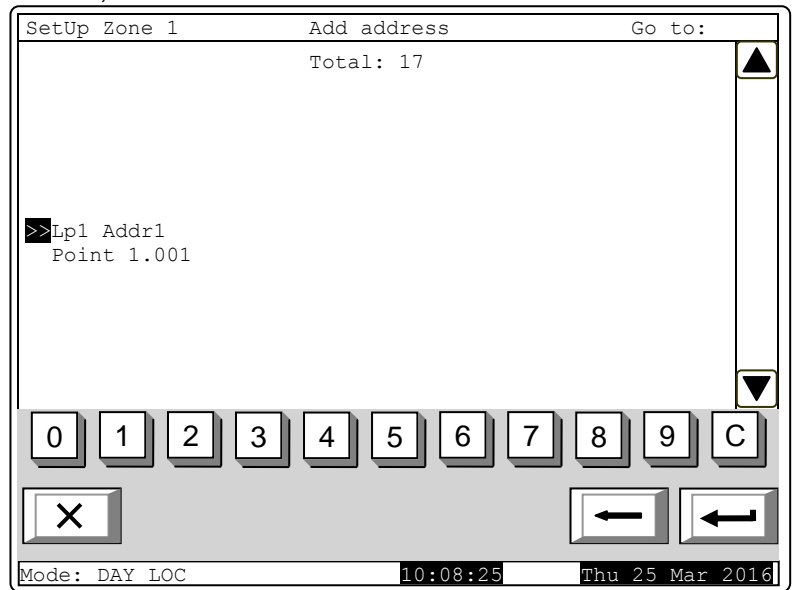 SetUp Zone 1 Add address Go to:
Total: 17
>>Lp1 Addr1
Point 1.001
0 1 2 3 4 5 6 7 8 9 C
Mode: DAY LOC 10:08:25 Thu 25 Mar 2016